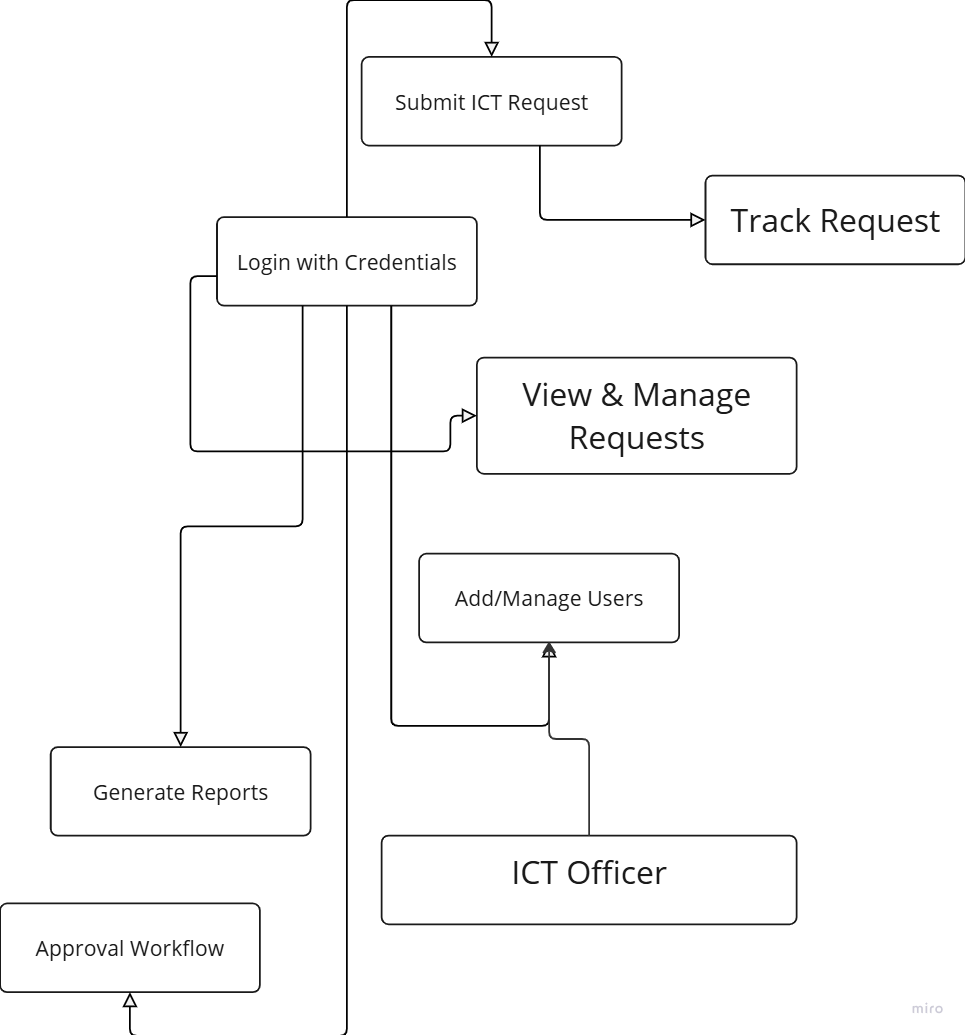 Submit ICT Request
Track Request
Login with Credentials
View & Manage
Requests
Add/Manage Users
Generate Reports
ICT Officer
Approval Workflow
miro